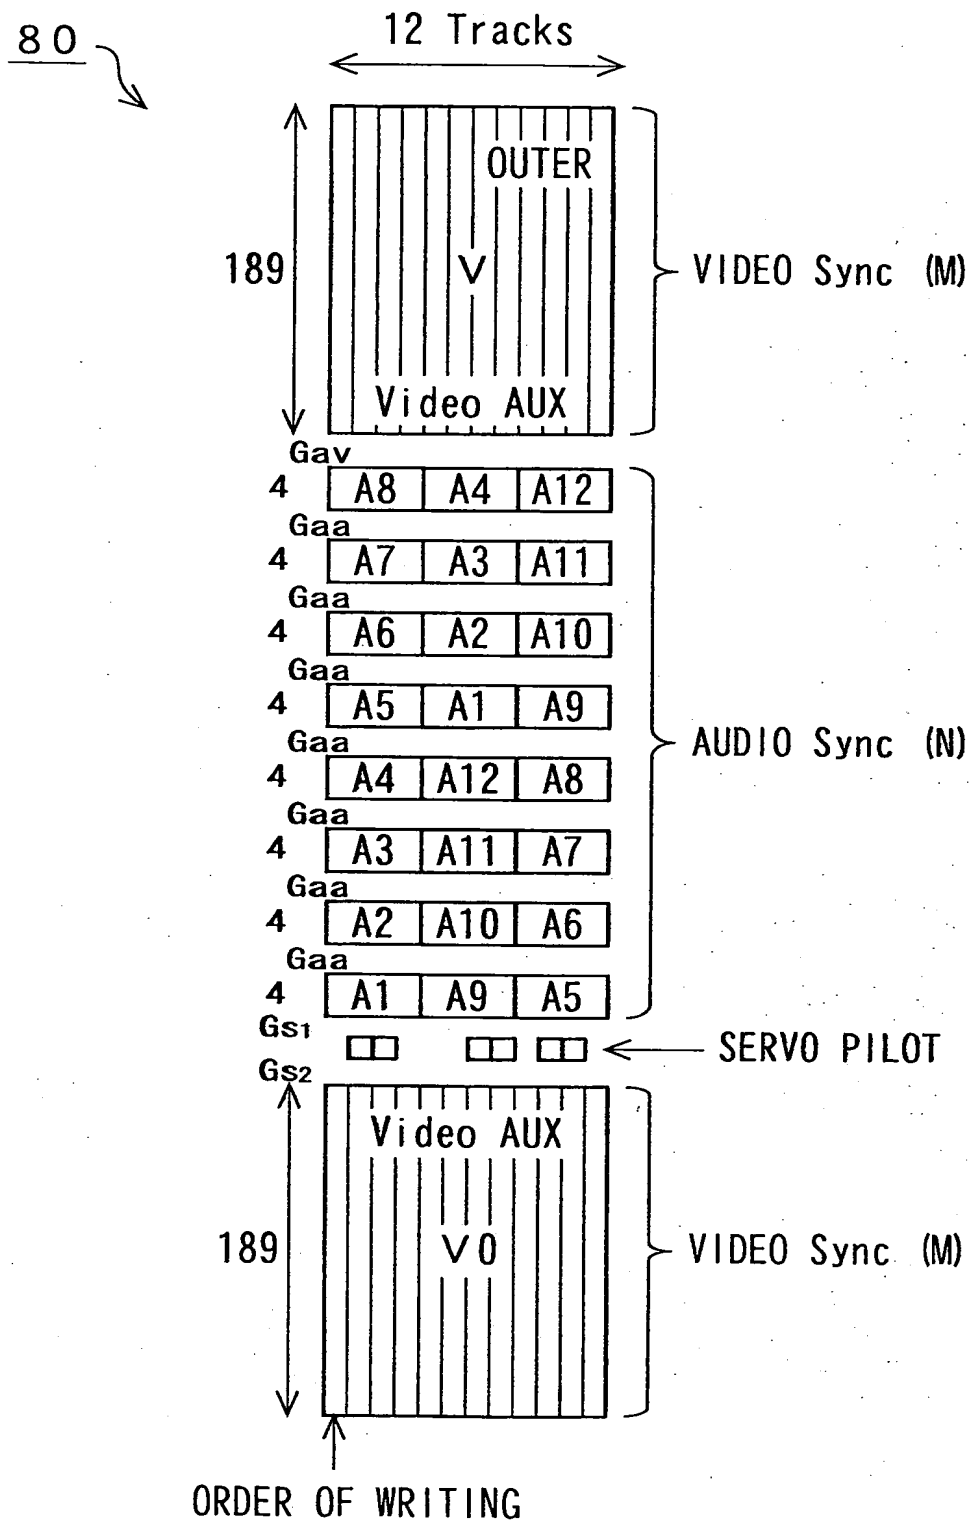 80
12 Tracks
OUTER
189
V
VIDEO Sync (M)
Video AUX
Gav
4 A8 A4 A12
Gaa
4 A7 A3 A11
Gaa
4 A6 A2 A10
Gaa
4 A5 A1 A9
Gaa
AUDIO Sync (N)
4 A4 A12 A8
Gaa
4 A3 A11 A7
Gaa
4 A2 A10 A6
Gaa
4 A1 A9 A5
Gs1
SERVO PILOT
Gs2
Video AUX
189
V0
VIDEO Sync (M)
ORDER OF WRITING